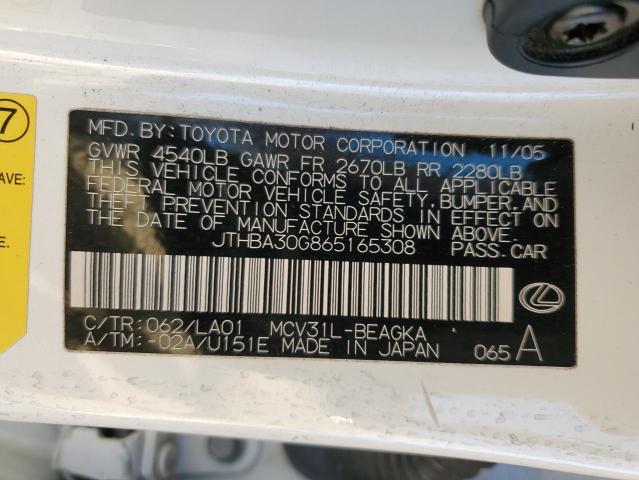 7
AVE:
MFD. BY: TOYOTA MOTOR CORPORATION 11/05
GVWR 4540LB GAWR FR 2670LB RR 2280LB
THIS VEHICLE CONFORMS TO ALL APPLICABLE
FEDERAL MOTOR VEHICLE SAFETY, BUMPER, AND
THEFT PREVENTION STANDARDS IN EFFECT ON
THE DATE OF MANUFACTURE SHOWN ABOVE.
JTHBA30G865165308 PASS. CAR
C/TR: 062/LA01 MCV31L-BEAGKA
A/TM: -02A/U151E MADE IN JAPAN 065 A